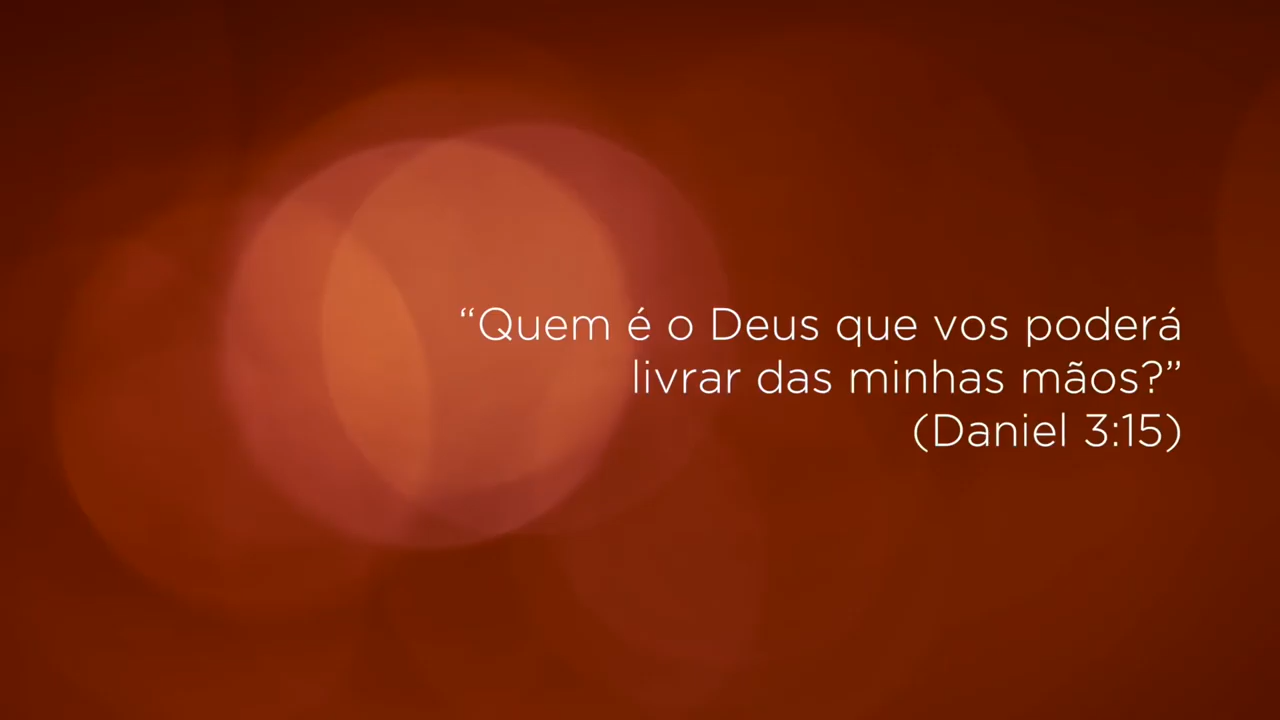 “Quem é o Deus que vos poderá
livrar das minhas mãos?”
(Daniel 3:15)